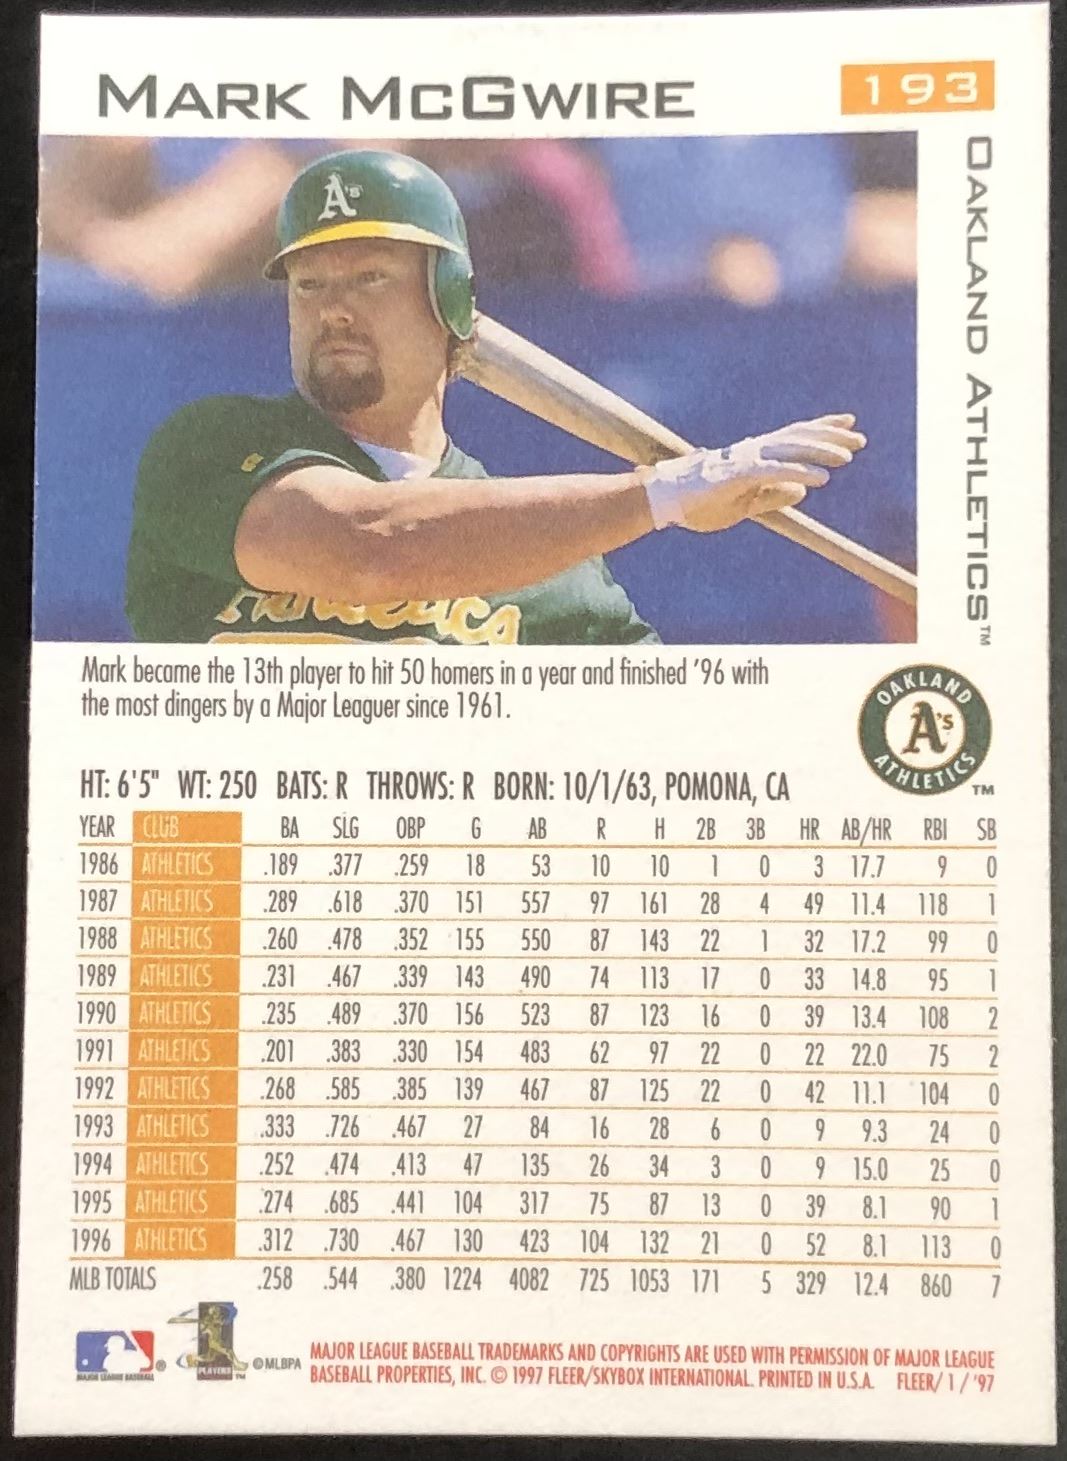 MARK McGWIRE
193
OAKLAND ATHLETICS™
A's
Athletics
Mark became the 13th player to hit 50 homers in a year and finished '96 with
the most dingers by a Major Leaguer since 1961.
OAKLAND
A's
ATHLETICS
™
HT: 6'5" WT: 250 BATS: R THROWS: R BORN: 10/1/63, POMONA, CA
YEAR CLUB BA SLG OBP G AB R H 2B 3B HR AB/HR RBI SB
1986 ATHLETICS .189 .377 .259 18 53 10 10 1 0 3 17.7 9 0
1987 ATHLETICS .289 .618 .370 151 557 97 161 28 4 49 11.4 118 1
1988 ATHLETICS .260 .478 .352 155 550 87 143 22 1 32 17.2 99 0
1989 ATHLETICS .231 .467 .339 143 490 74 113 17 0 33 14.8 95 1
1990 ATHLETICS .235 .489 .370 156 523 87 123 16 0 39 13.4 108 2
1991 ATHLETICS .201 .383 .330 154 483 62 97 22 0 22 22.0 75 2
1992 ATHLETICS .268 .585 .385 139 467 87 125 22 0 42 11.1 104 0
1993 ATHLETICS .333 .726 .467 27 84 16 28 6 0 9 9.3 24 0
1994 ATHLETICS .252 .474 .413 47 135 26 34 3 0 9 15.0 25 0
1995 ATHLETICS .274 .685 .441 104 317 75 87 13 0 39 8.1 90 1
1996 ATHLETICS .312 .730 .467 130 423 104 132 21 0 52 8.1 113 0
MLB TOTALS .258 .544 .380 1224 4082 725 1053 171 5 329 12.4 860 7
MAJOR LEAGUE BASEBALL
®
PLAYERS
™
©MLBPA
MAJOR LEAGUE BASEBALL TRADEMARKS AND COPYRIGHTS ARE USED WITH PERMISSION OF MAJOR LEAGUE
BASEBALL PROPERTIES, INC. © 1997 FLEER/SKYBOX INTERNATIONAL. PRINTED IN U.S.A. FLEER/ 1 / '97